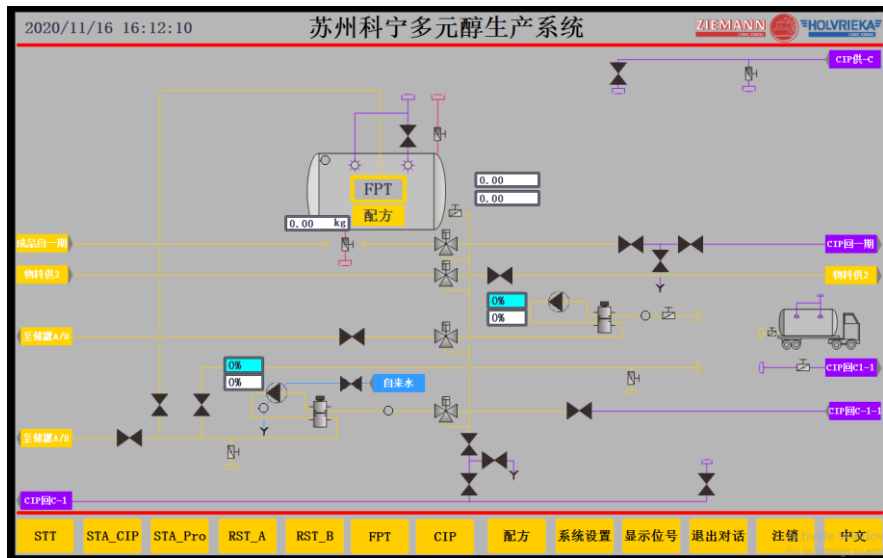 2020/11/16 16:12:10
苏州科宁多元醇生产系统
ZIEMANN
HOLVRIEKA
CIP供-C
FPT
配方
0.00
0.00
0.00 kg
成品自一期
CIP回一期
物料供2
物料供2
0%
0%
至储罐A/B
0%
0%
自来水
CIP回C1-1
CIP回C-1-1
至储罐A/B
CIP回C-1
STT
STA_CIP
STA_Pro
RST_A
RST_B
FPT
CIP
配方
系统设置
显示位号
退出对话
注销
中文